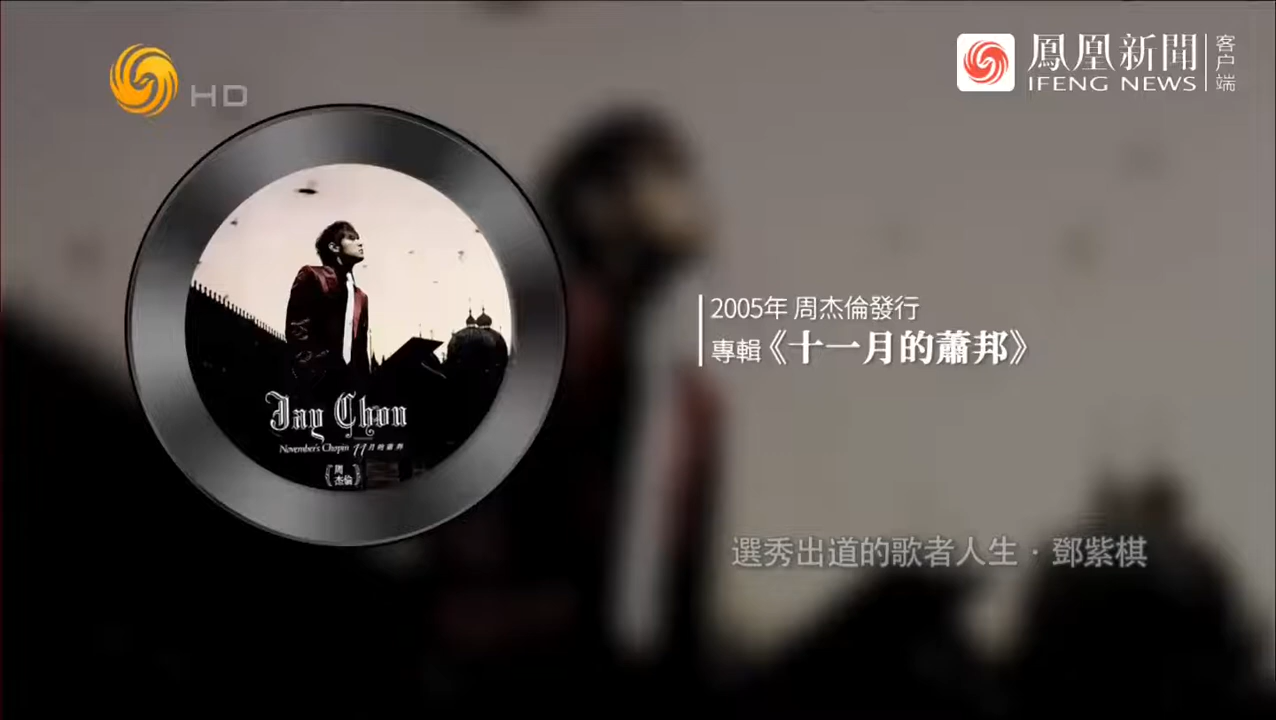 HD
鳳凰新聞
IFENG NEWS
客户端
2005年 周杰倫發行
專輯《十一月的蕭邦》
Jay Chou
November's Chopin 11月的蕭邦
周
杰倫
選秀出道的歌者人生·鄧紫棋